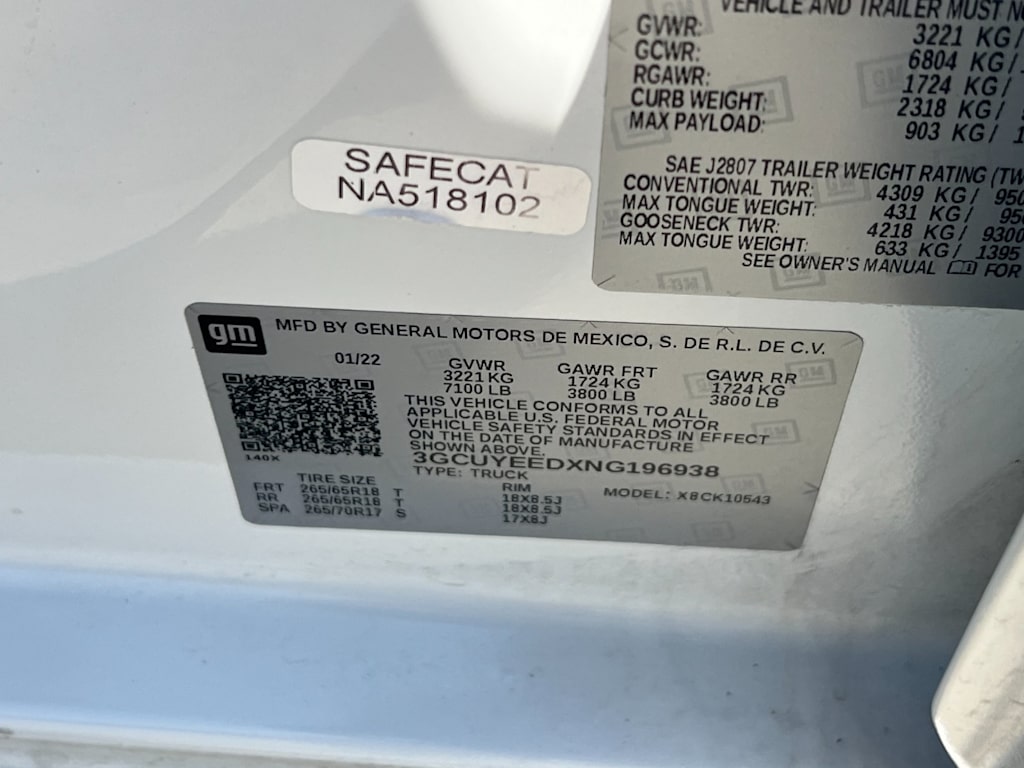 VEHICLE AND TRAILER MUST
GVWR: 3221 KG/
GCWR: 6804 KG/
RGAWR: 1724 KG/
CURB WEIGHT: 2318 KG/
MAX PAYLOAD: 903 KG/
SAE J2807 TRAILER WEIGHT RATING
CONVENTIONAL TWR: 4309 KG/
MAX TONGUE WEIGHT: 431 KG/
GOOSENECK TWR: 4218 KG/ 9300
MAX TONGUE WEIGHT: 633 KG/ 1395
SEE OWNER'S MANUAL FOR
SAFECAT
NA518102
gm
MFD BY GENERAL MOTORS DE MEXICO, S. DE R.L. DE C.V.
01/22
GVWR GAWR FRT GAWR RR
3221 KG 1724 KG 1724 KG
7100 LB 3800 LB 3800 LB
THIS VEHICLE CONFORMS TO ALL
APPLICABLE U.S. FEDERAL MOTOR
VEHICLE SAFETY STANDARDS IN EFFECT
ON THE DATE OF MANUFACTURE
SHOWN ABOVE.
140X
3GCUYEEDXNG196938
TYPE: TRUCK
MODEL: X8CK10543
TIRE SIZE RIM
FRT 265/65R18 T 18X8.5J
RR 265/65R18 T 18X8.5J
SPA 265/70R17 S 17X8J